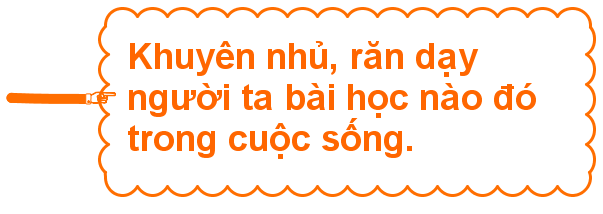 Khuyên nhủ, răn dạy
người ta bài học nào đó
trong cuộc sống.